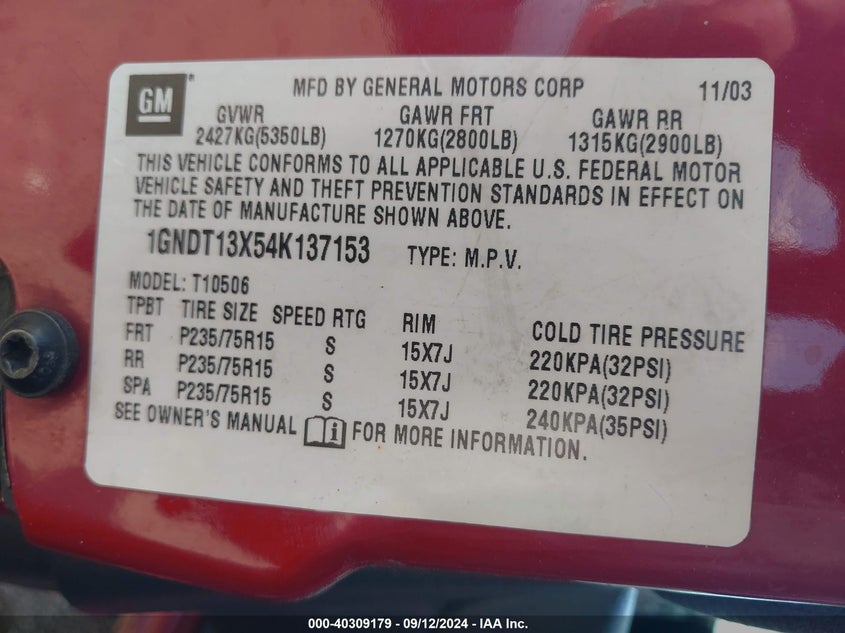 GM ® MFD BY GENERAL MOTORS CORP 11/03
GVWR GAWR FRT GAWR RR
2427KG(5350LB) 1270KG(2800LB) 1315KG(2900LB)
THIS VEHICLE CONFORMS TO ALL APPLICABLE U.S. FEDERAL MOTOR
VEHICLE SAFETY AND THEFT PREVENTION STANDARDS IN EFFECT ON
THE DATE OF MANUFACTURE SHOWN ABOVE.
1GNDT13X54K137153 TYPE: M.P.V.
MODEL: T10506
TPBT TIRE SIZE SPEED RTG RIM COLD TIRE PRESSURE
FRT P235/75R15 S 15X7J 220KPA(32PSI)
RR P235/75R15 S 15X7J 220KPA(32PSI)
SPA P235/75R15 S 15X7J 240KPA(35PSI)
SEE OWNER'S MANUAL i FOR MORE INFORMATION.
000-40309179 - 09/12/2024 - IAA Inc.